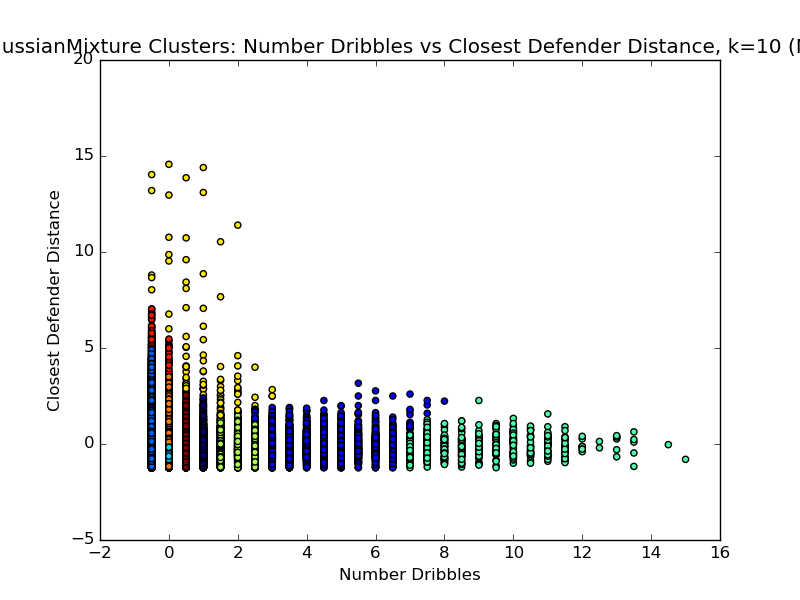 ussianMixture Clusters: Number Dribbles vs Closest Defender Distance, k=10 (
20
15
10
5
0
−5
Closest Defender Distance
−2 0 2 4 6 8 10 12 14 16
Number Dribbles